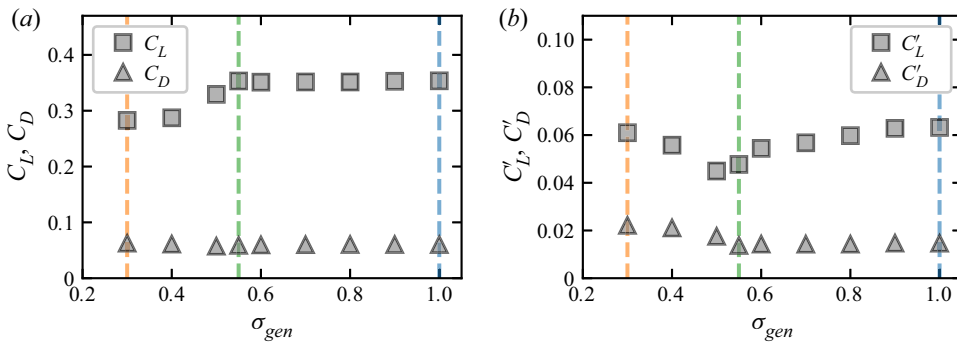 (a)
C_L
C_D
C_L, C_D
0.4
0.3
0.2
0.1
0
0.2 0.4 0.6 0.8 1.0
σ_gen
(b)
C′_L
C′_D
C′_L, C′_D
0.10
0.08
0.06
0.04
0.02
0
0.2 0.4 0.6 0.8 1.0
σ_gen